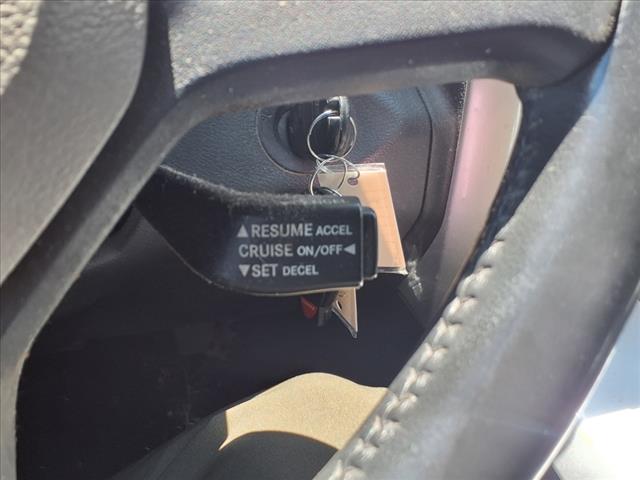 ▲RESUME ACCEL
CRUISE ON/OFF◀
▼SET DECEL